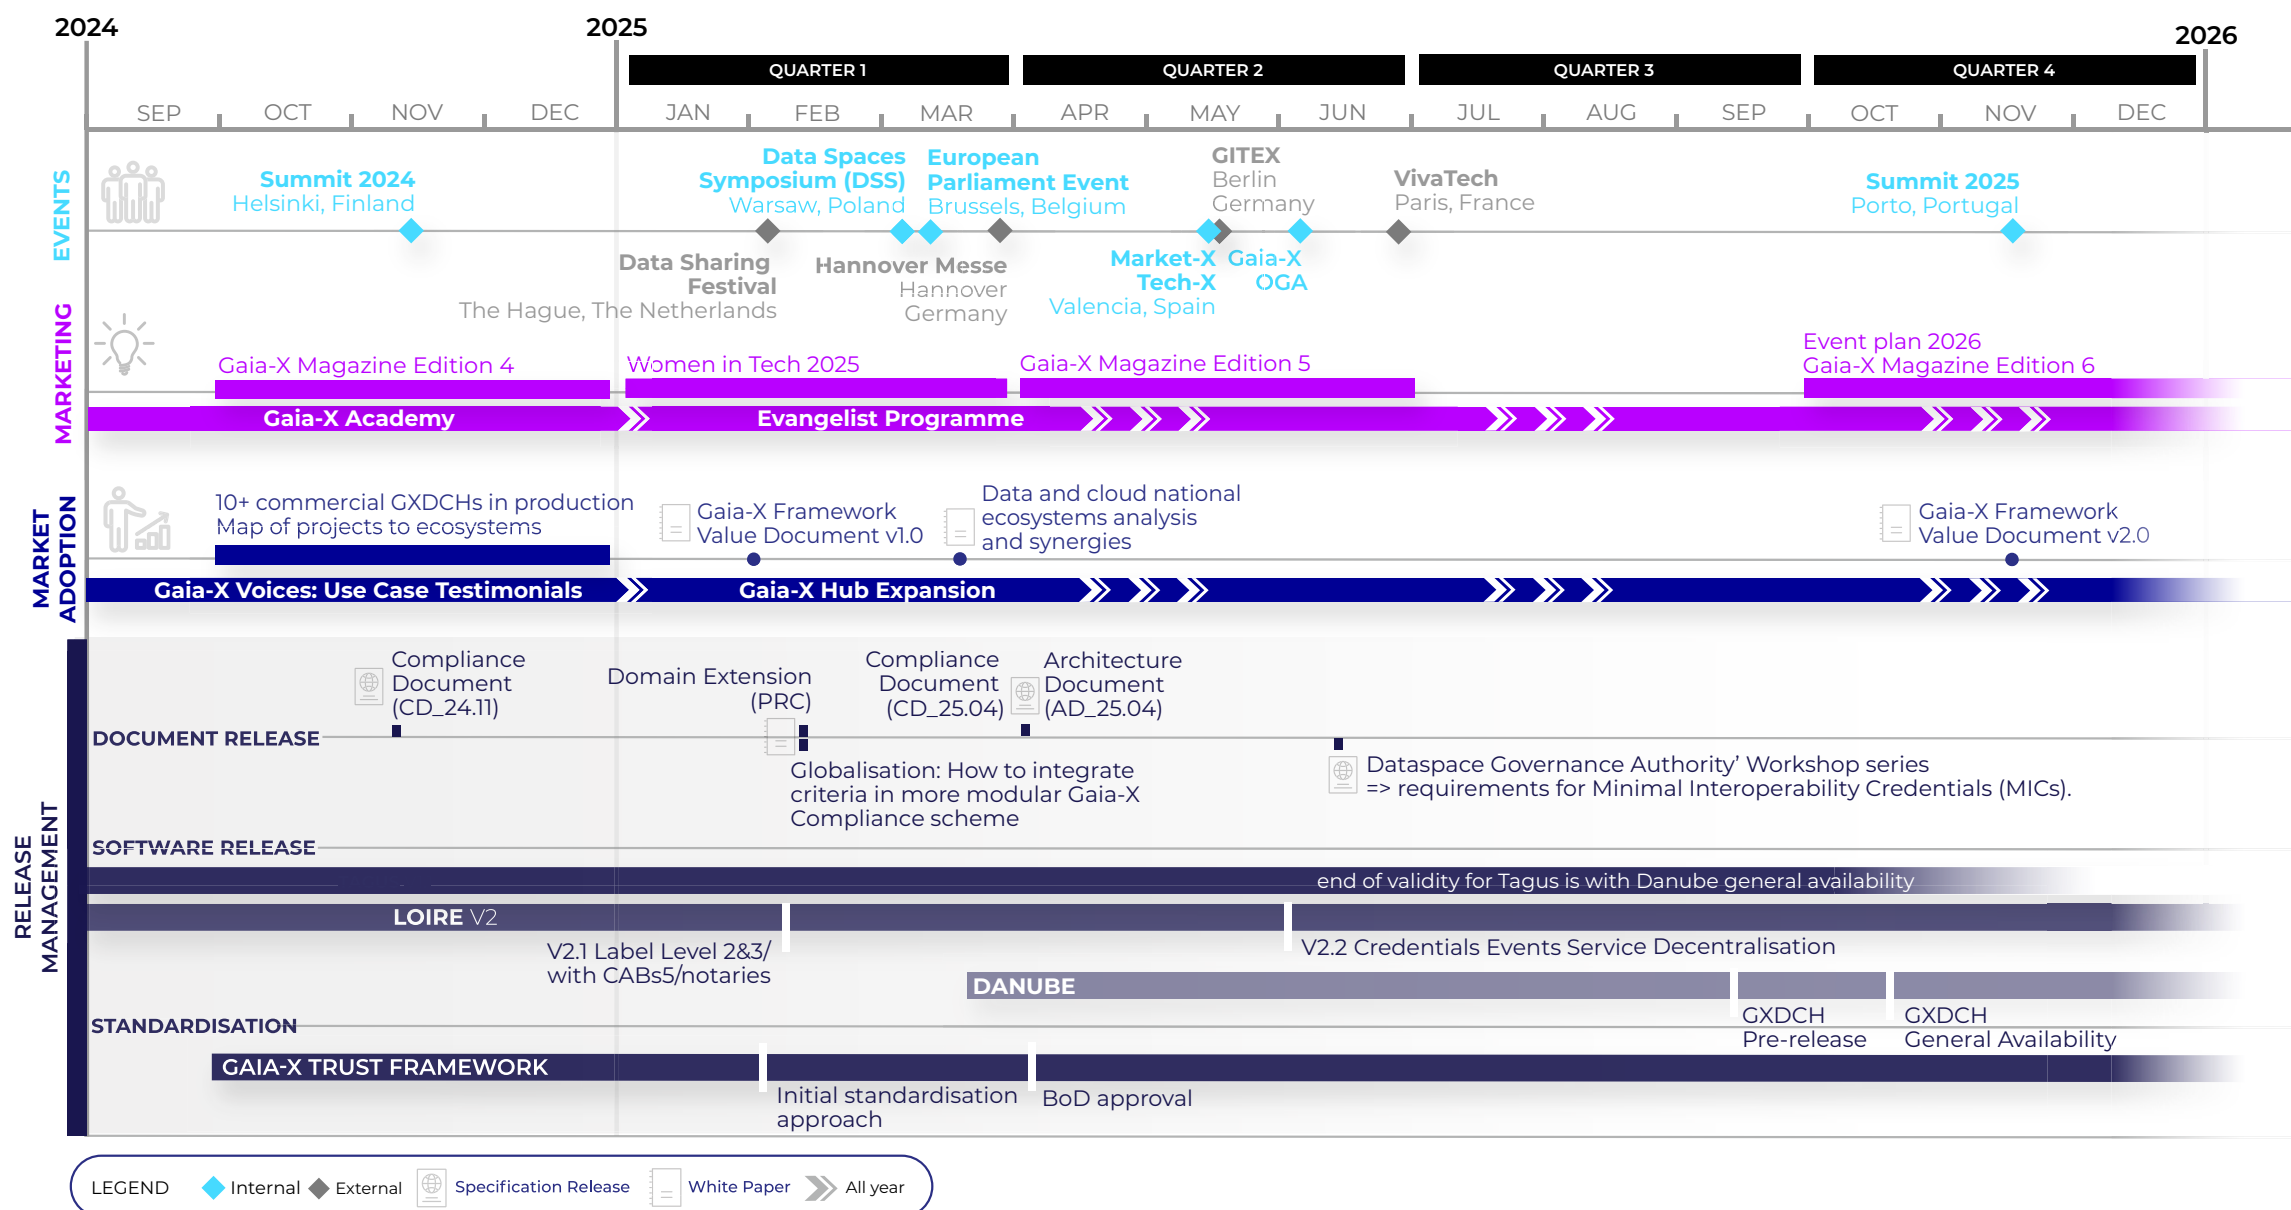 2024
2025
2026
QUARTER 1
QUARTER 2
QUARTER 3
QUARTER 4
SEP
OCT
NOV
DEC
JAN
FEB
MAR
APR
MAY
JUN
JUL
AUG
SEP
OCT
NOV
DEC
EVENTS
Summit 2024
Helsinki, Finland
Data Spaces
Symposium (DSS)
Warsaw, Poland
European
Parliament Event
Brussels, Belgium
GITEX
Berlin
Germany
VivaTech
Paris, France
Summit 2025
Porto, Portugal
Data Sharing
Festival
The Hague, The Netherlands
Hannover Messe
Hannover
Germany
Market-X
Tech-X
Valencia, Spain
Gaia-X
OGA
MARKETING
Gaia-X Magazine Edition 4
Women in Tech 2025
Gaia-X Magazine Edition 5
Event plan 2026
Gaia-X Magazine Edition 6
Gaia-X Academy
Evangelist Programme
MARKET
ADOPTION
10+ commercial GXDCHs in production
Map of projects to ecosystems
Gaia-X Framework
Value Document v1.0
Data and cloud national
ecosystems analysis
and synergies
Gaia-X Framework
Value Document v2.0
Gaia-X Voices: Use Case Testimonials
Gaia-X Hub Expansion
RELEASE
MANAGEMENT
Compliance
Document
(CD_24.11)
Domain Extension
(PRC)
Compliance
Document
(CD_25.04)
Architecture
Document
(AD_25.04)
DOCUMENT RELEASE
Globalisation: How to integrate
criteria in more modular Gaia-X
Compliance scheme
Dataspace Governance Authority’ Workshop series
=> requirements for Minimal Interoperability Credentials (MICs).
SOFTWARE RELEASE
end of validity for Tagus is with Danube general availability
LOIRE V2
V2.1 Label Level 2&3/
with CABs5/notaries
V2.2 Credentials Events Service Decentralisation
DANUBE
GXDCH
Pre-release
GXDCH
General Availability
STANDARDISATION
GAIA-X TRUST FRAMEWORK
Initial standardisation
approach
BoD approval
LEGEND
Internal
External
Specification Release
White Paper
All year